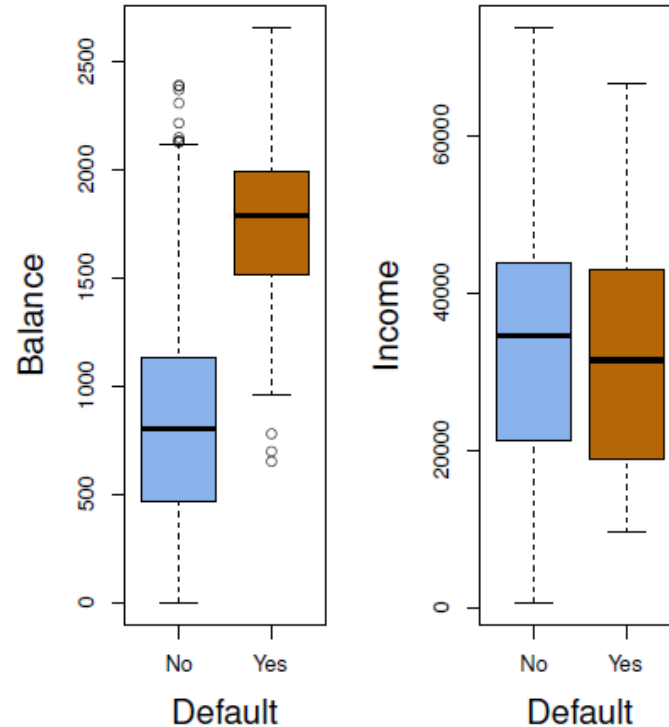 Balance
2500
2000
1500
1000
500
0
No
Yes
Default
Income
60000
40000
20000
0
No
Yes
Default